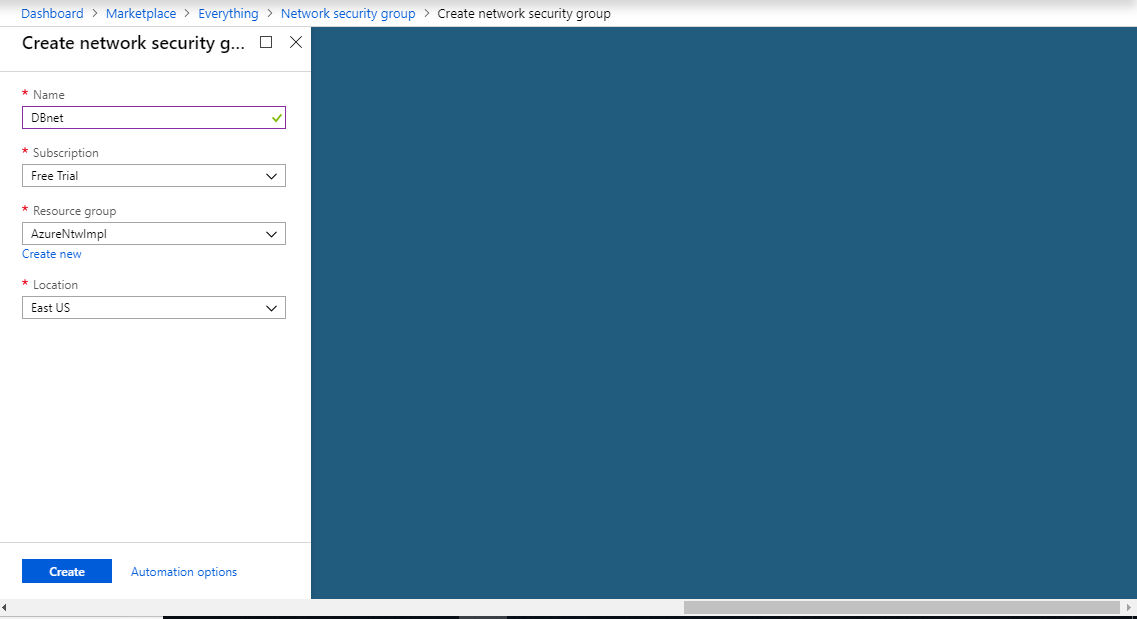 Dashboard > Marketplace > Everything > Network security group > Create network security group
Create network security g...
* Name
DBnet
* Subscription
Free Trial
* Resource group
AzureNtwImpl
Create new
* Location
East US
Create Automation options